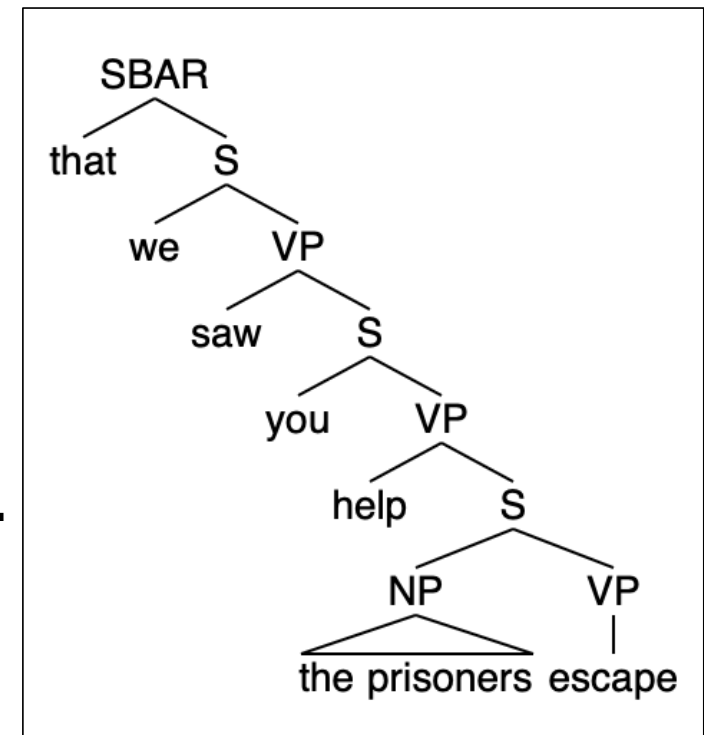 SBAR
that S
we VP
saw S
you VP
help S
NP VP
the prisoners escape